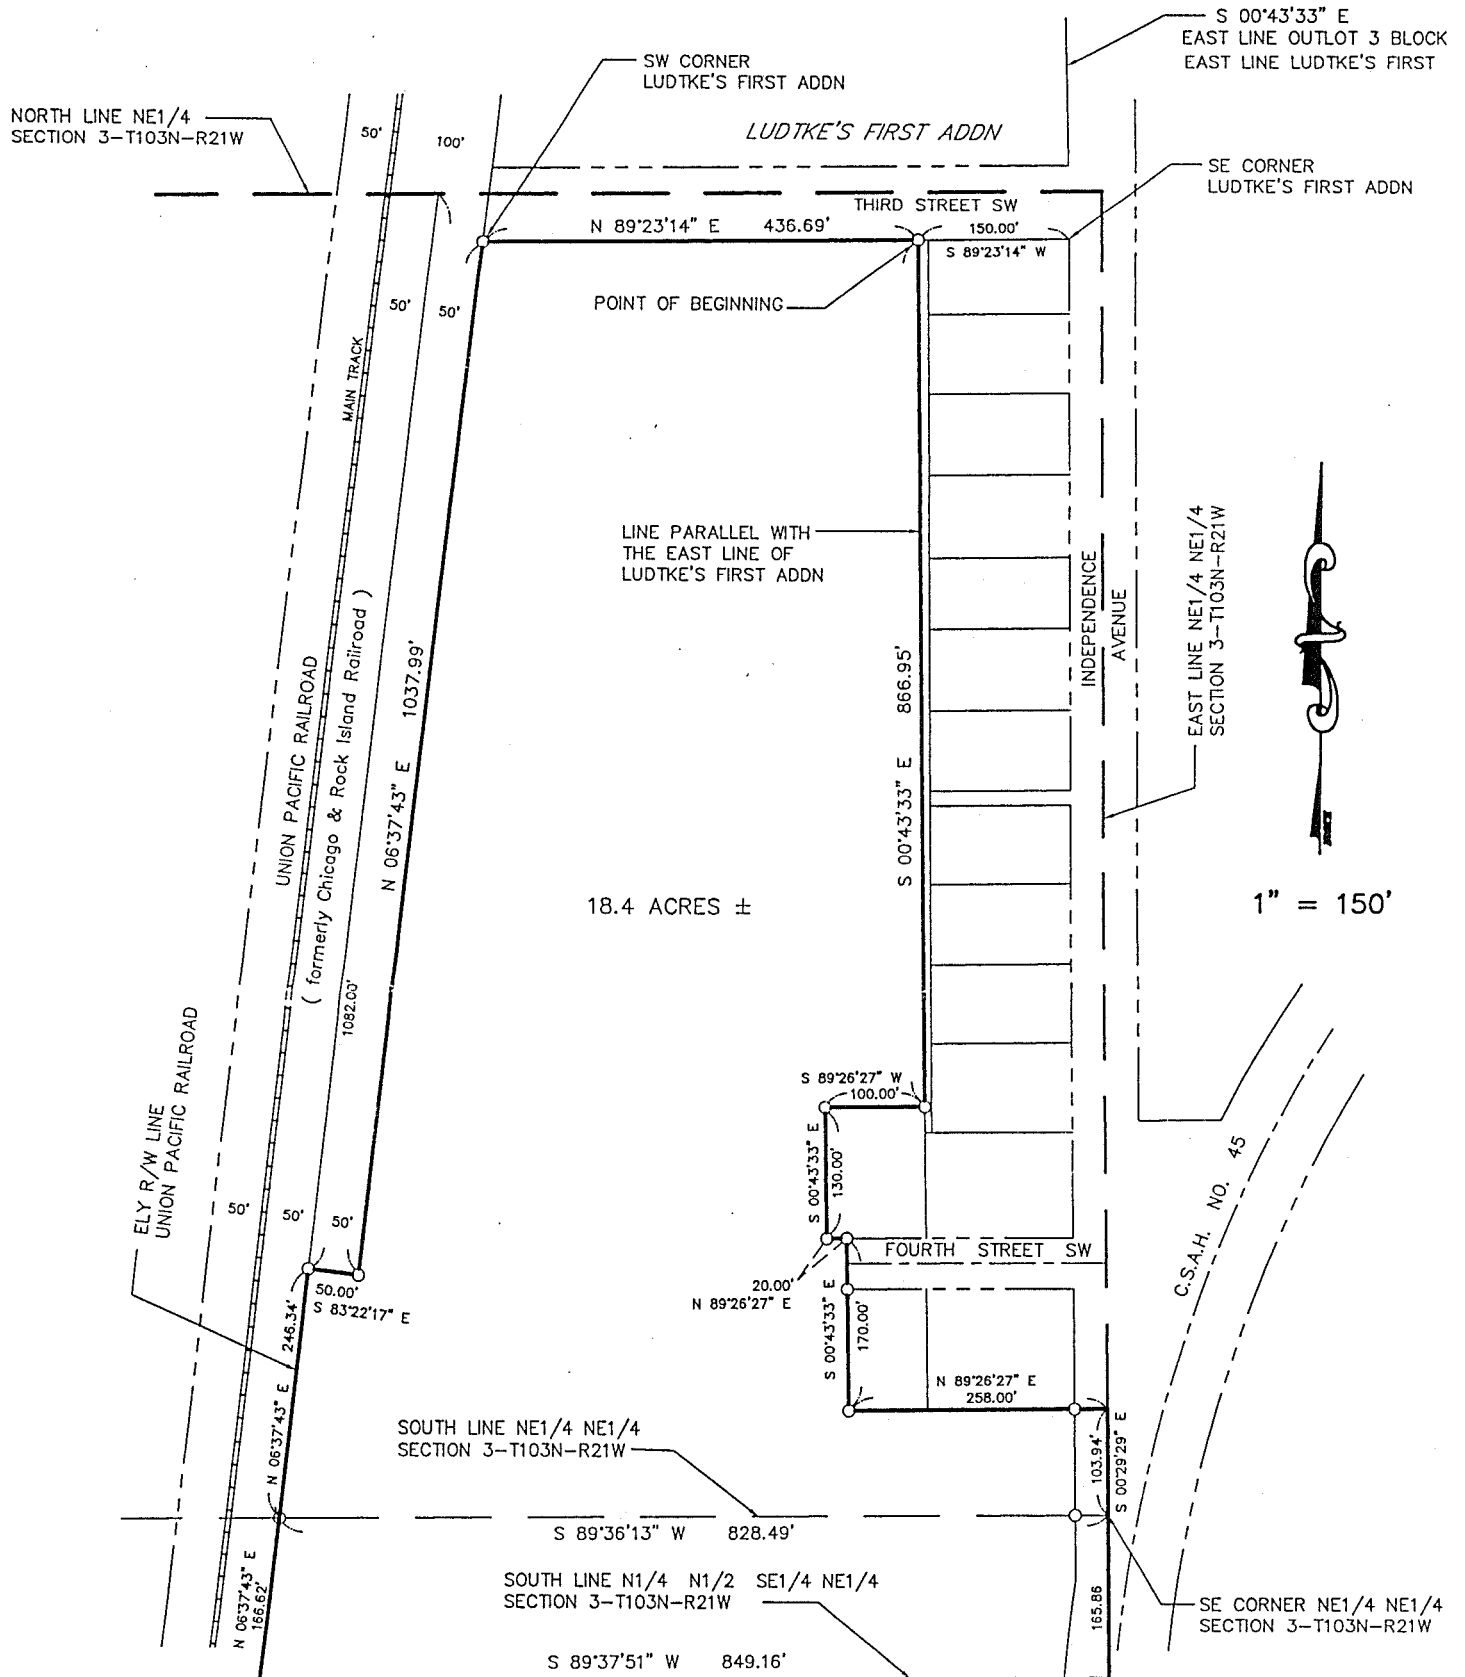 S 00°43'33" E
EAST LINE OUTLOT 3 BLOCK
EAST LINE LUDTKE'S FIRST
SW CORNER
LUDTKE'S FIRST ADDN
NORTH LINE NE1/4
SECTION 3-T103N-R21W
50'
100'
LUDTKE'S FIRST ADDN
SE CORNER
LUDTKE'S FIRST ADDN
THIRD STREET SW
N 89°23'14" E 436.69'
150.00'
S 89°23'14" W
50'
50'
POINT OF BEGINNING
MAIN TRACK
LINE PARALLEL WITH
THE EAST LINE OF
LUDTKE'S FIRST ADDN
EAST LINE NE1/4 NE1/4
SECTION 3-T103N-R21W
INDEPENDENCE
AVENUE
UNION PACIFIC RAILROAD
( formerly Chicago & Rock Island Railroad )
N 06°37'43" E 1037.99'
S 00°43'33" E 866.95'
18.4 ACRES ±
1" = 150'
1082.00'
ELY R/W LINE
UNION PACIFIC RAILROAD
S 89°26'27" W
100.00'
S 00°43'33" E
130.00'
C.S.A.H. NO. 45
50'
50'
50'
FOURTH STREET SW
50.00'
S 83°22'17" E
20.00'
N 89°26'27" E
246.34'
N 06°37'43" E
S 00°43'33" E
170.00'
N 89°26'27" E
258.00'
103.94'
S 00°29'29" E
SOUTH LINE NE1/4 NE1/4
SECTION 3-T103N-R21W
S 89°36'13" W 828.49'
SOUTH LINE N1/4 N1/2 SE1/4 NE1/4
SECTION 3-T103N-R21W
N 06°37'43" E
166.62'
165.86
SE CORNER NE1/4 NE1/4
SECTION 3-T103N-R21W
S 89°37'51" W 849.16'